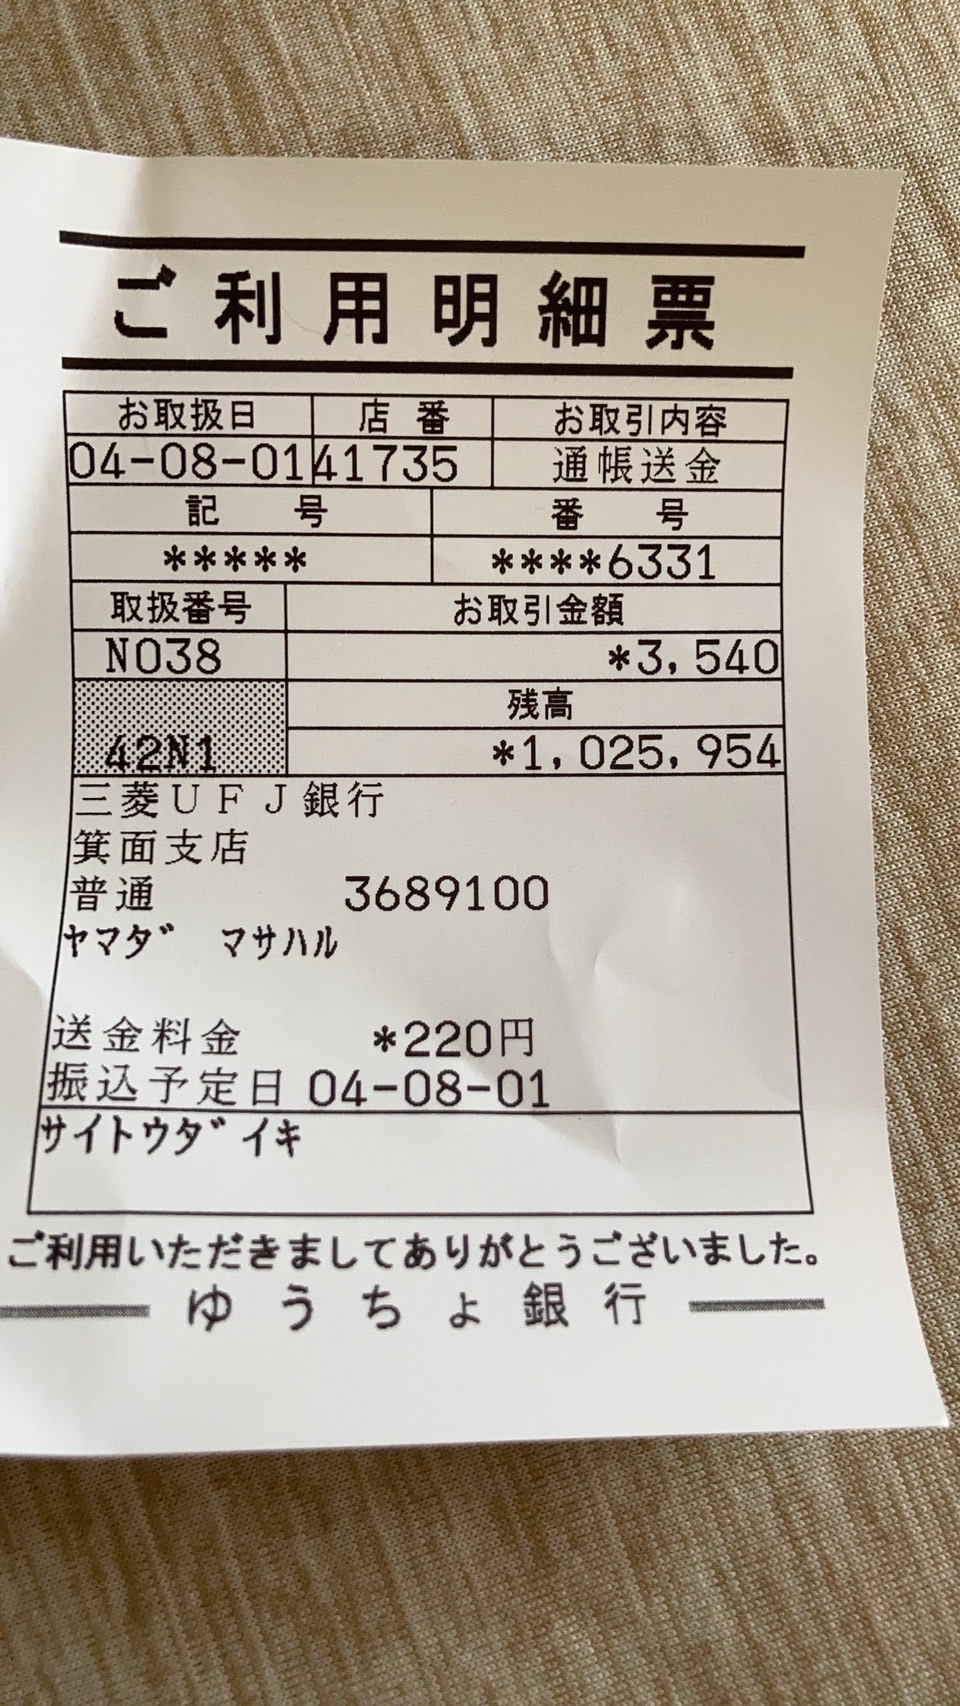 ご利用明細票
お取扱日 店番 お取引内容
04-08-01 41735 通帳送金
記号 番号
***** ****6331
取扱番号 お取引金額
N038 *3,540
残高
42N1 *1,025,954
三菱UFJ銀行
箕面支店
普通 3689100
ヤマダ マサハル
送金料金 *220円
振込予定日 04-08-01
サイトウダイキ
ご利用いただきましてありがとうございました。
ゆうちょ銀行